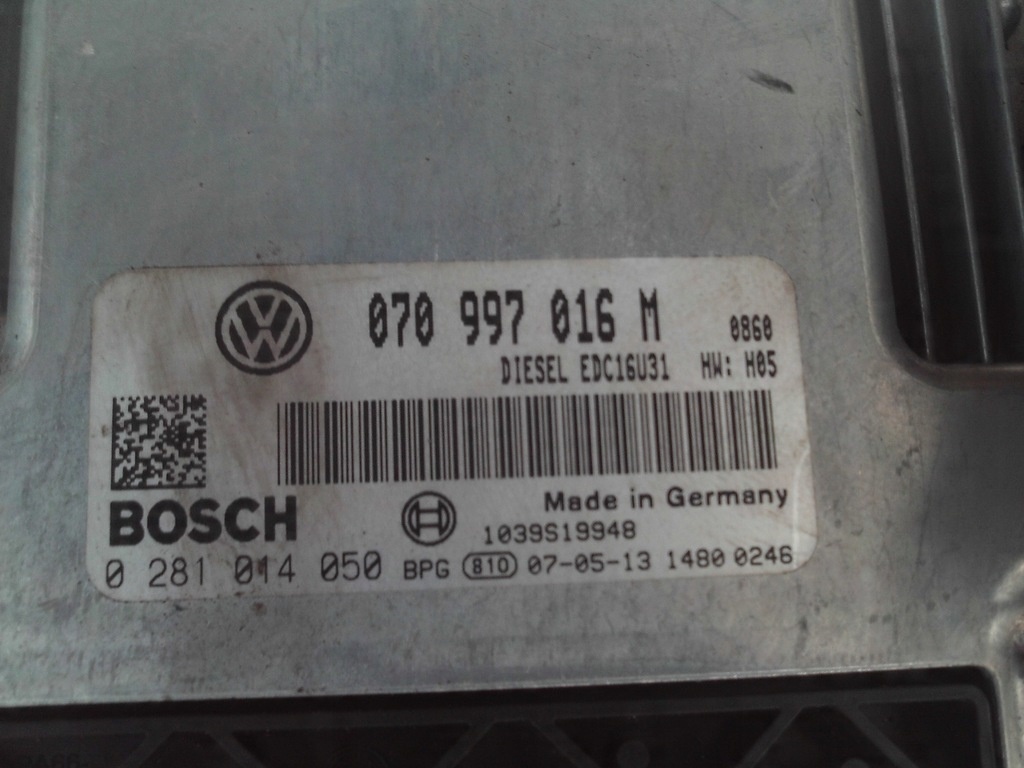 070 997 016 M
0860
DIESEL EDC16U31 HW: H05
BOSCH
Made in Germany
1039S19948
0 281 014 050 BPG 810 07-05-13 1480 0246